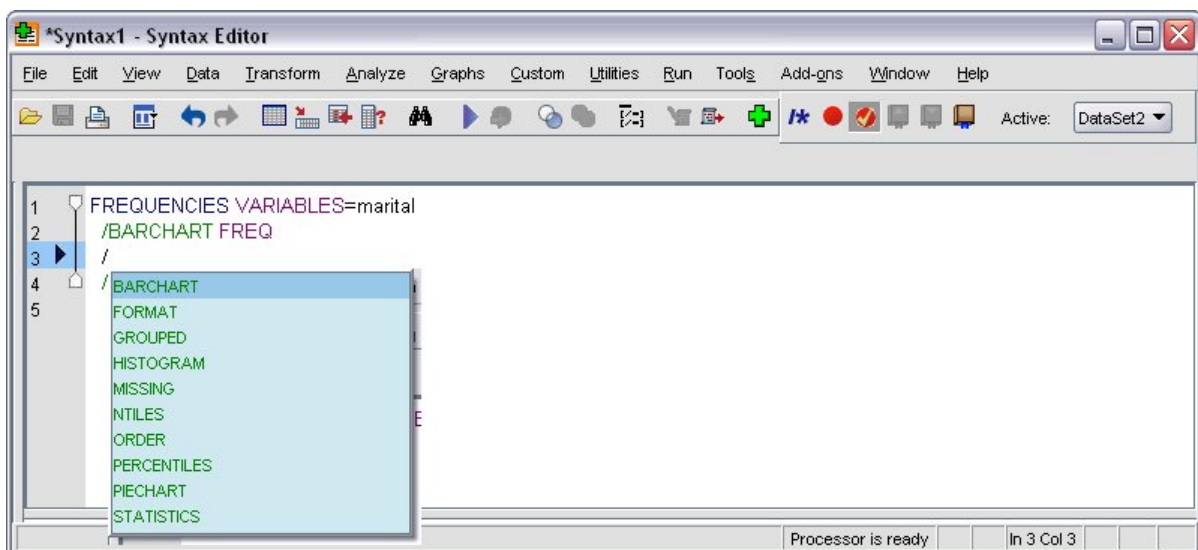 *Syntax1 - Syntax Editor
File Edit View Data Transform Analyze Graphs Custom Utilities Run Tools Add-ons Window Help
Active: DataSet2
1 FREQUENCIES VARIABLES=marital
2 /BARCHART FREQ
3 /
4 /
5
BARCHART
FORMAT
GROUPED
HISTOGRAM
MISSING
NTILES
ORDER
PERCENTILES
PIECHART
STATISTICS
Processor is ready In 3 Col 3